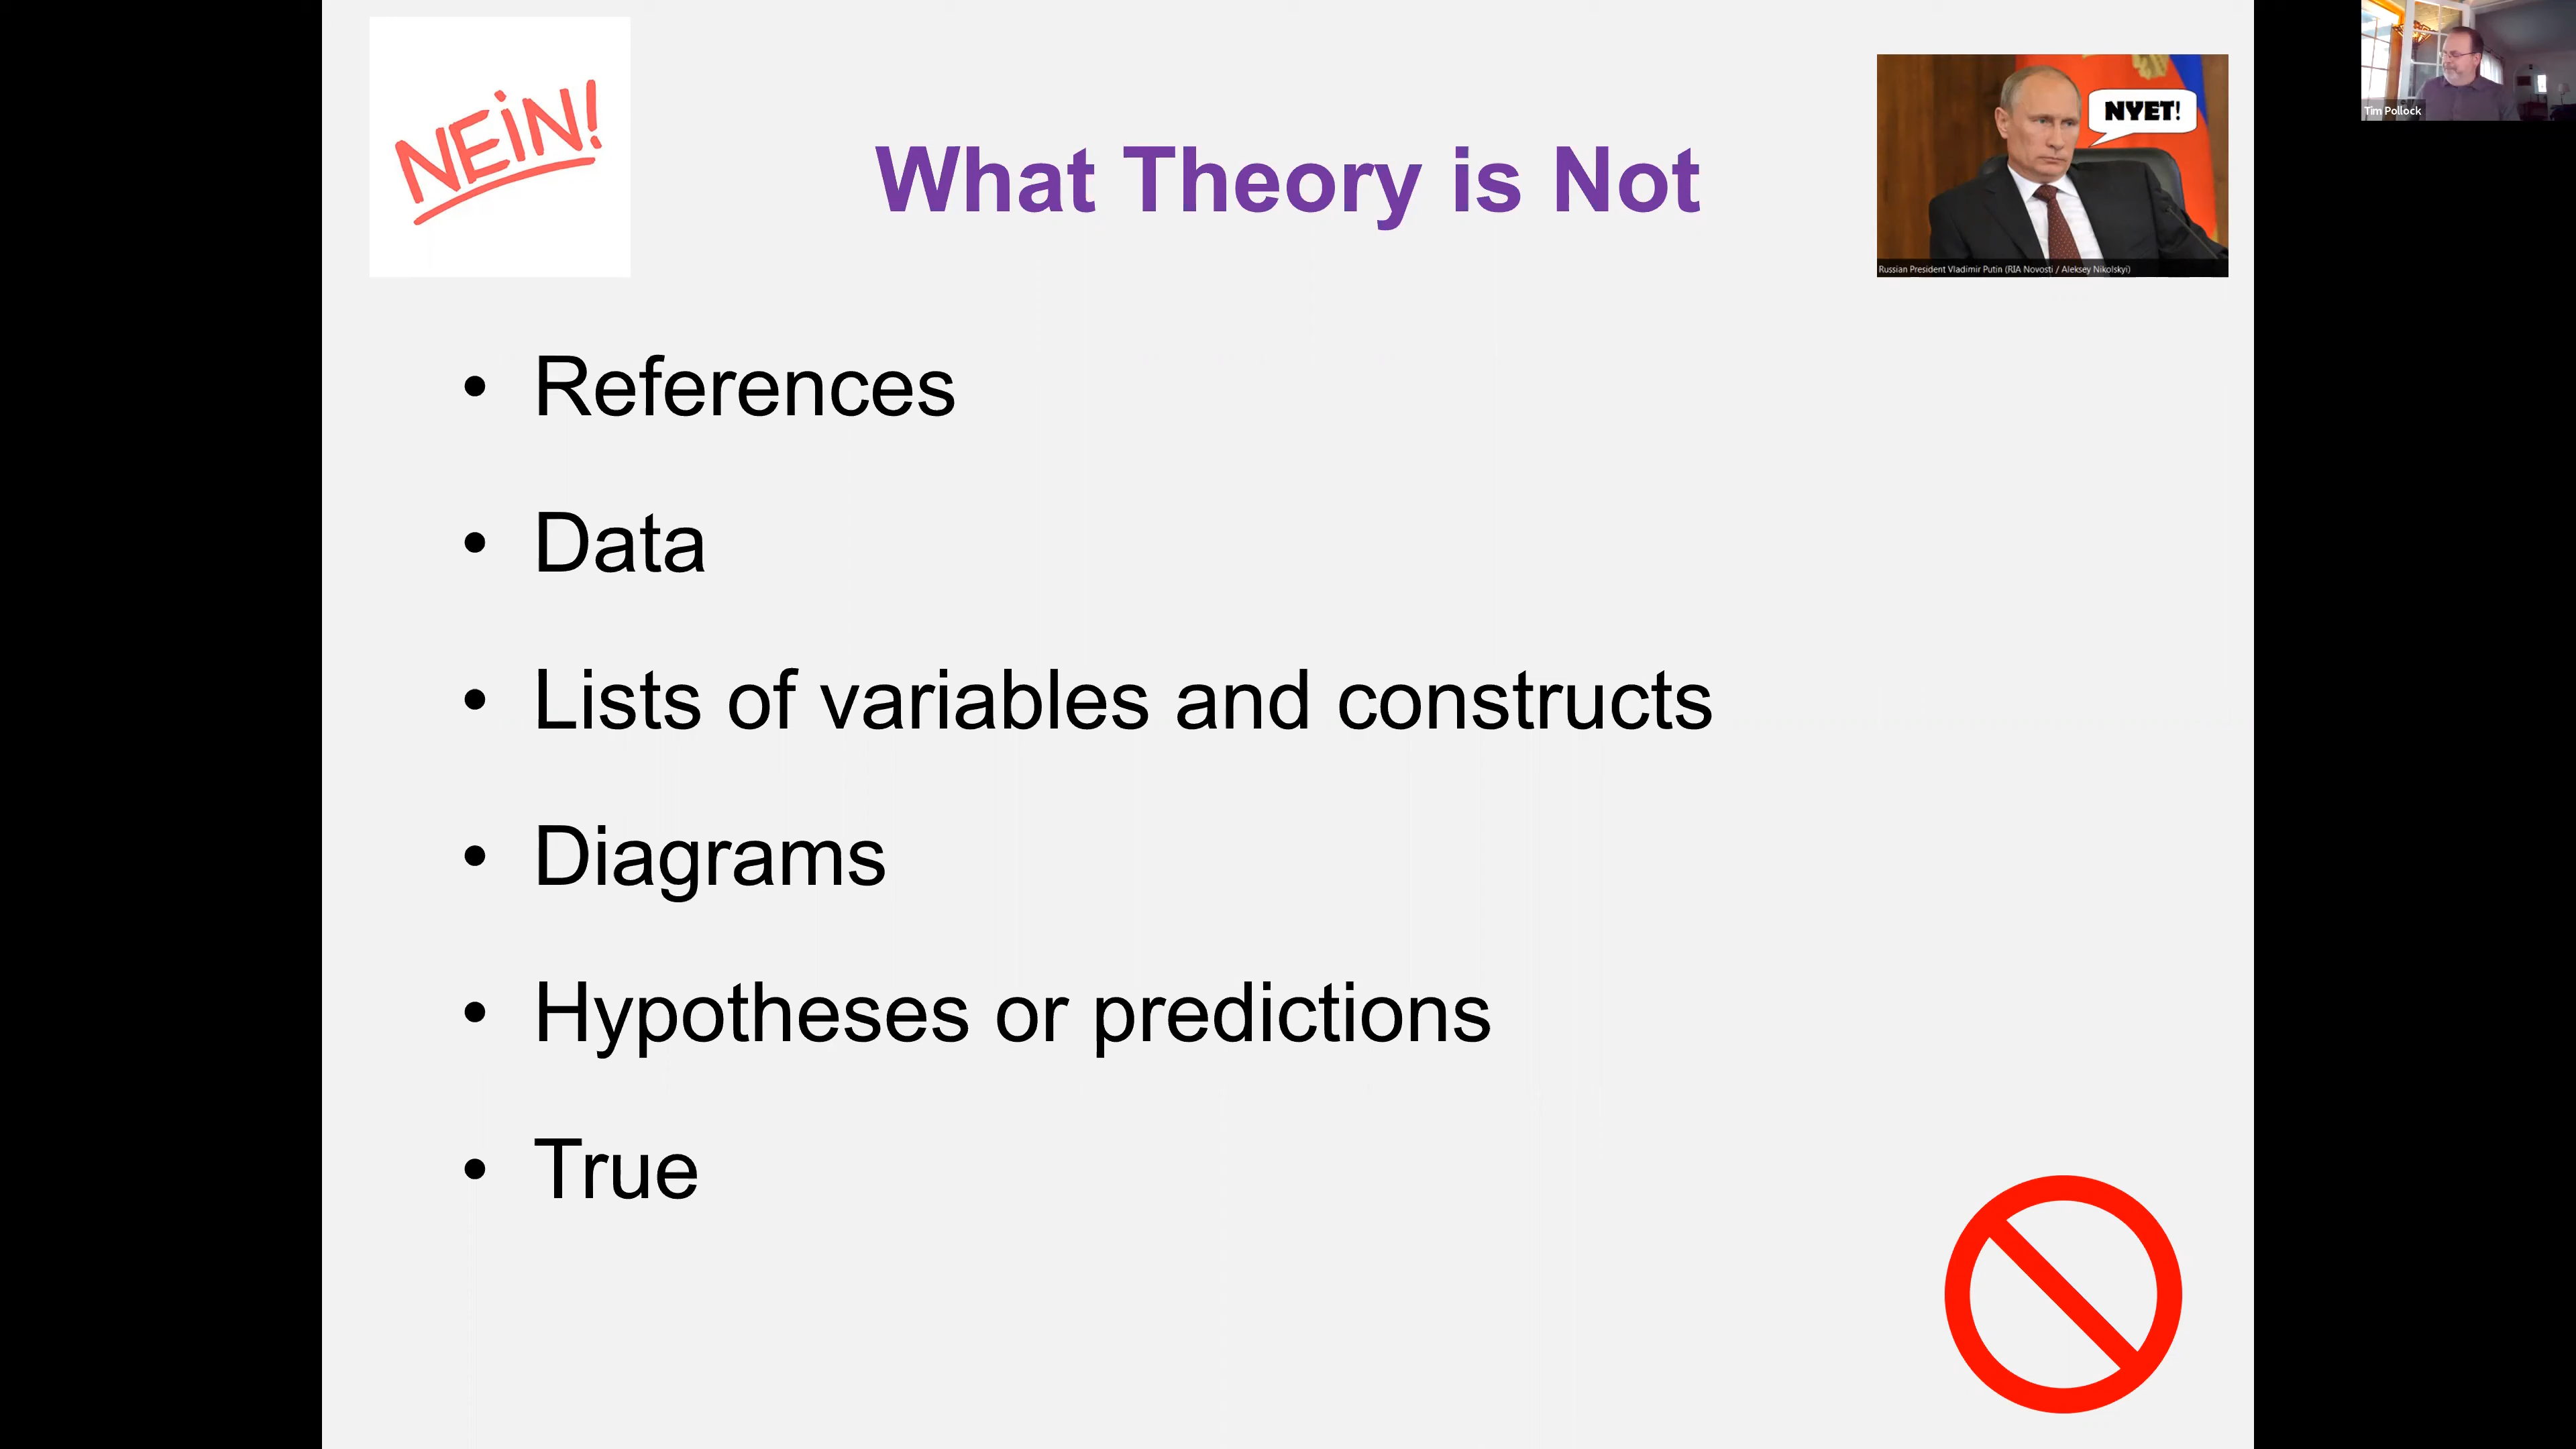 NEiN!
What Theory is Not
NYET!
Russian President Vladimir Putin (RIA Novosti / Aleksey Nikolskyi)
Tim Pollock
• References
• Data
• Lists of variables and constructs
• Diagrams
• Hypotheses or predictions
• True